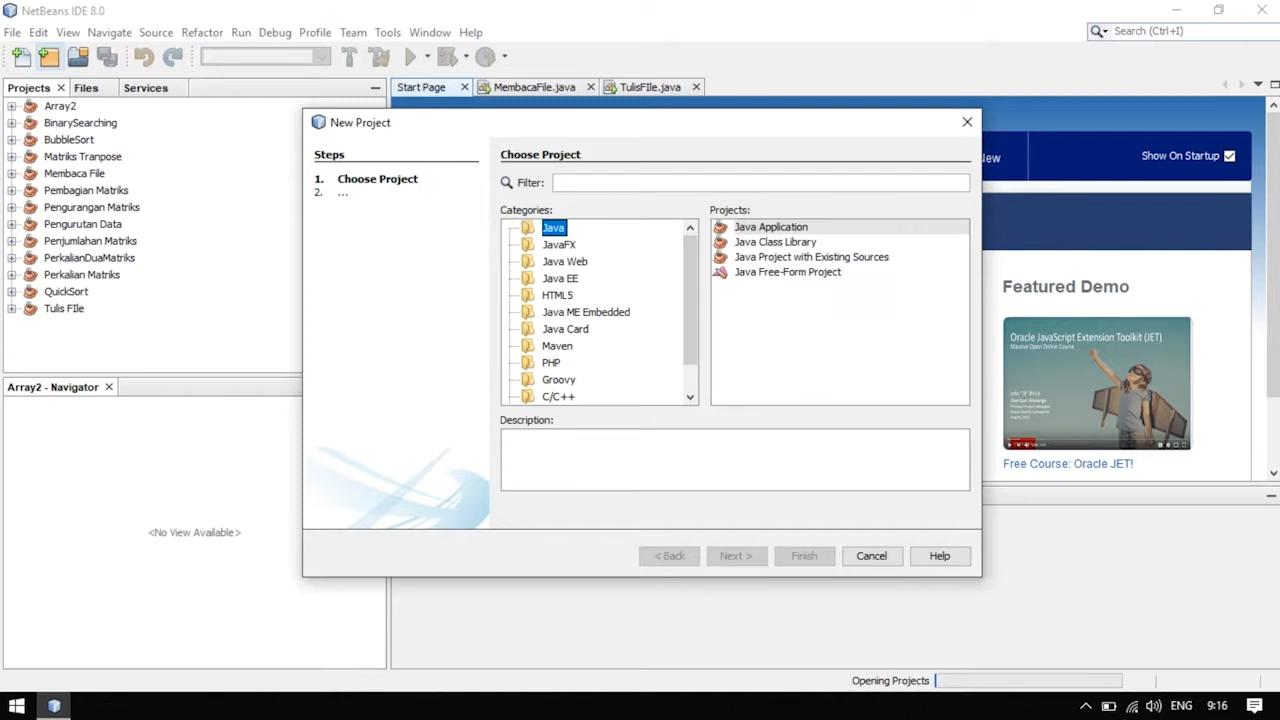 NetBeans IDE 8.0
File Edit View Navigate Source Refactor Run Debug Profile Team Tools Window Help
Search (Ctrl+I)
Projects Files Services
Start Page MembacaFile.java TulisFIle.java
Array2
BinarySearching
BubbleSort
Matriks Tranpose
Membaca File
Pembagian Matriks
Pengurangan Matriks
Pengurutan Data
Penjumlahan Matriks
PerkalianDuaMatriks
Perkalian Matriks
QuickSort
Tulis FIle
Array2 - Navigator
<No View Available>
New Project
Steps
1. Choose Project
2. ...
Choose Project
Filter:
Categories:
Java
JavaFX
Java Web
Java EE
HTML5
Java ME Embedded
Java Card
Maven
PHP
Groovy
C/C++
Projects:
Java Application
Java Class Library
Java Project with Existing Sources
Java Free-Form Project
Description:
< Back Next > Finish Cancel Help
New
Show On Startup
Featured Demo
Oracle JavaScript Extension Toolkit (JET)
Massive Open Online Course
Free Course: Oracle JET!
Opening Projects
ENG 9:16